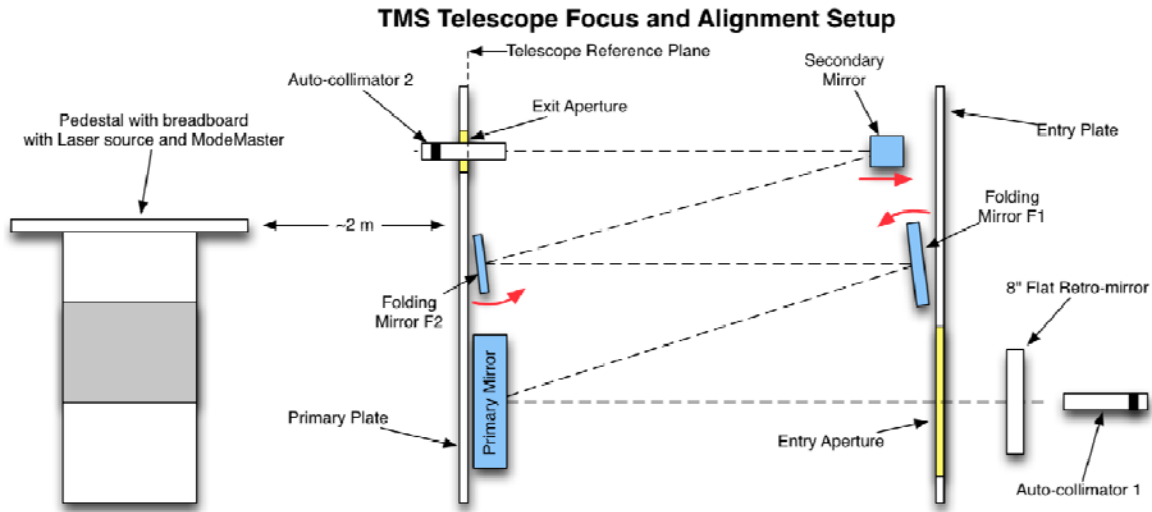 TMS Telescope Focus and Alignment Setup
Telescope Reference Plane
Auto-collimator 2
Secondary
Mirror
Pedestal with breadboard
with Laser source and ModeMaster
Exit Aperture
Entry Plate
Folding
Mirror F1
~2 m
8" Flat Retro-mirror
Folding
Mirror F2
Primary Mirror
Primary Plate
Entry Aperture
Auto-collimator 1